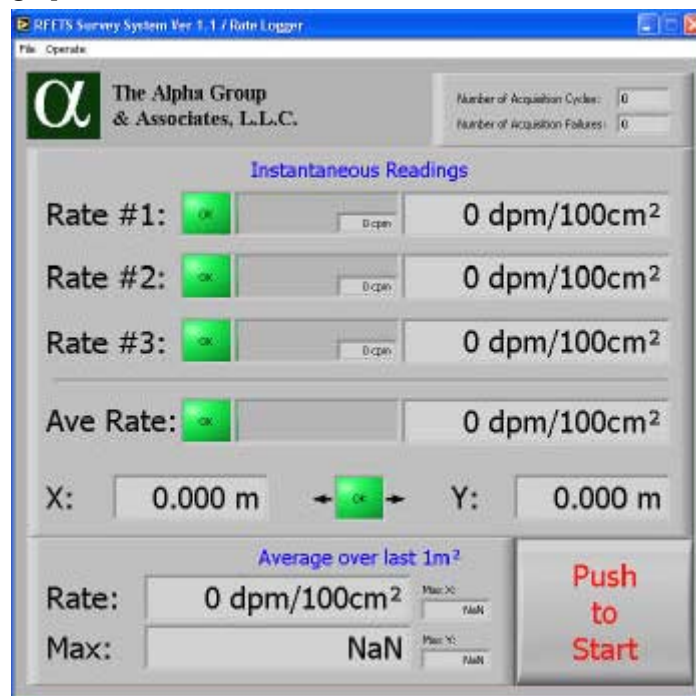 RFETS Survey System Ver 1.1 / Rate Logger
File Operate
α
The Alpha Group
& Associates, L.L.C.
Number of Acquisition Cycles: 0
Number of Acquisition Failures: 0
Instantaneous Readings
Rate #1: OK 0 cpm 0 dpm/100cm²
Rate #2: OK 0 cpm 0 dpm/100cm²
Rate #3: OK 0 cpm 0 dpm/100cm²
Ave Rate: OK 0 dpm/100cm²
X: 0.000 m OK Y: 0.000 m
Average over last 1m²
Rate: 0 dpm/100cm² Max X: NaN
Max: NaN Max Y: NaN
Push
to
Start